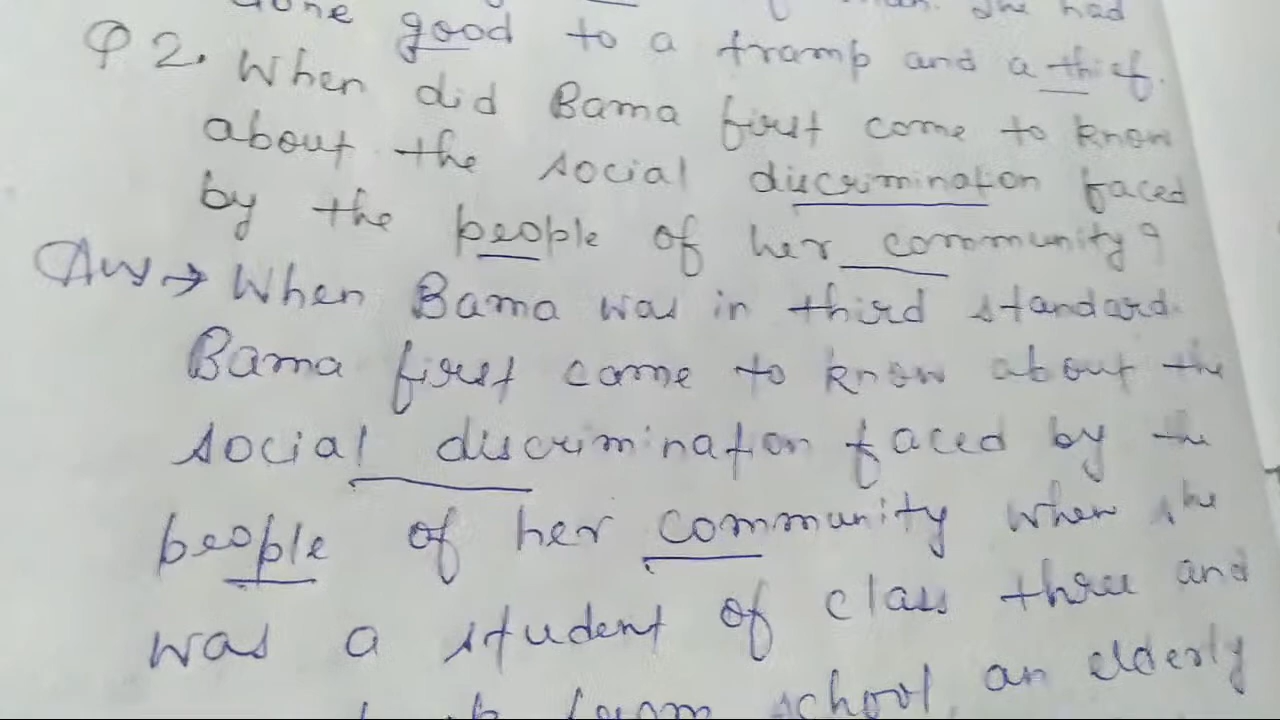 done good to a tramp and a thief.
Q 2. When did Bama first come to know
about the social discrimination faced
by the people of her community?
Ans → When Bama was in third standard.
Bama first came to know about the
social discrimination faced by the
people of her community when she
was a student of class three and
from school, an elderly